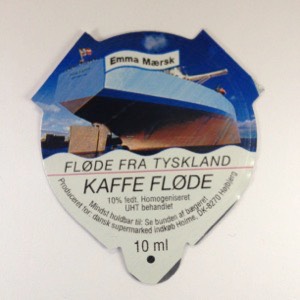 Emma Mærsk
FLØDE FRA TYSKLAND
KAFFE FLØDE
10% fedt. Homogeniseret
UHT behandlet
Mindst holdbar til: Se bunden af bægeret
Produceret for: dansk supermarked indkøb Holme, DK-8270 Højbjerg
10 ml